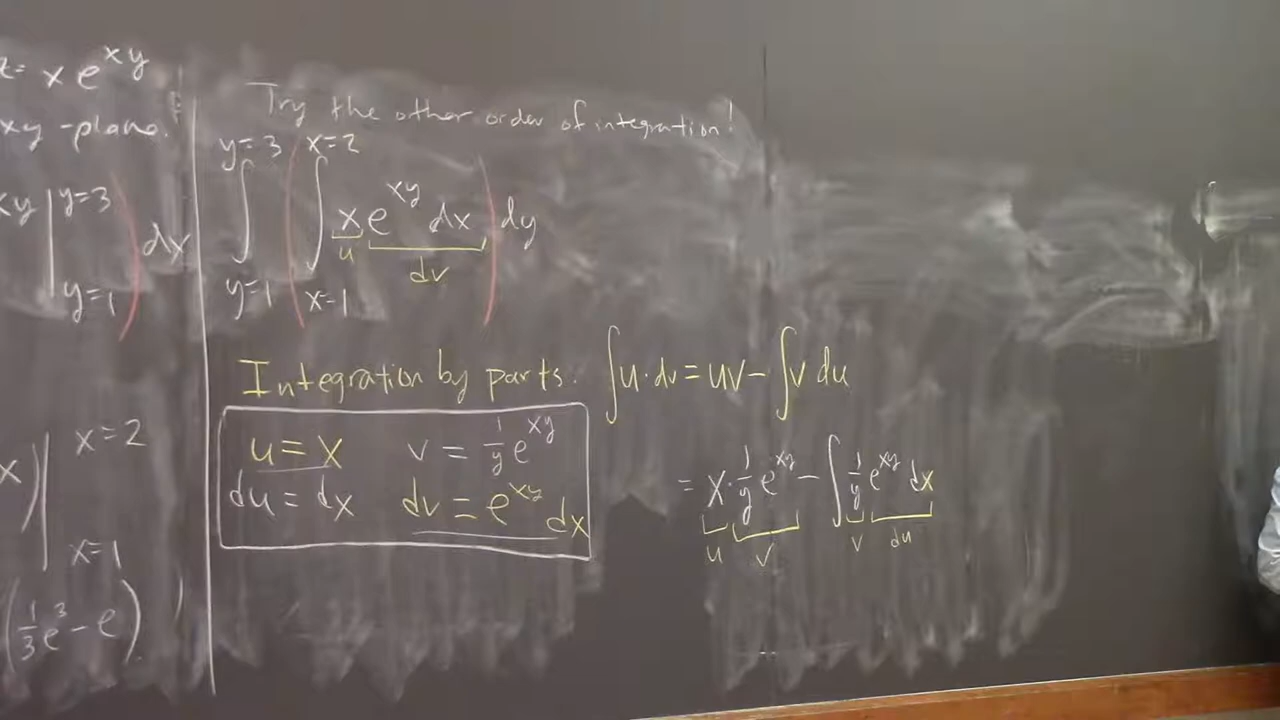 z= x e^{xy}
xy-plane.
xy | y=3
y=1 ) dx
x) | x=2
x=1
(1/3 e^3 - e)
Try the other order of integration!
∫_{y=1}^{y=3} ( ∫_{x=1}^{x=2} x e^{xy} dx ) dy
u dv
Integration by parts: ∫u·dv = uv - ∫v du
u = x v = 1/y e^{xy}
du = dx dv = e^{xy} dx
= x · 1/y e^{xy} - ∫ 1/y e^{xy} dx
u v v du